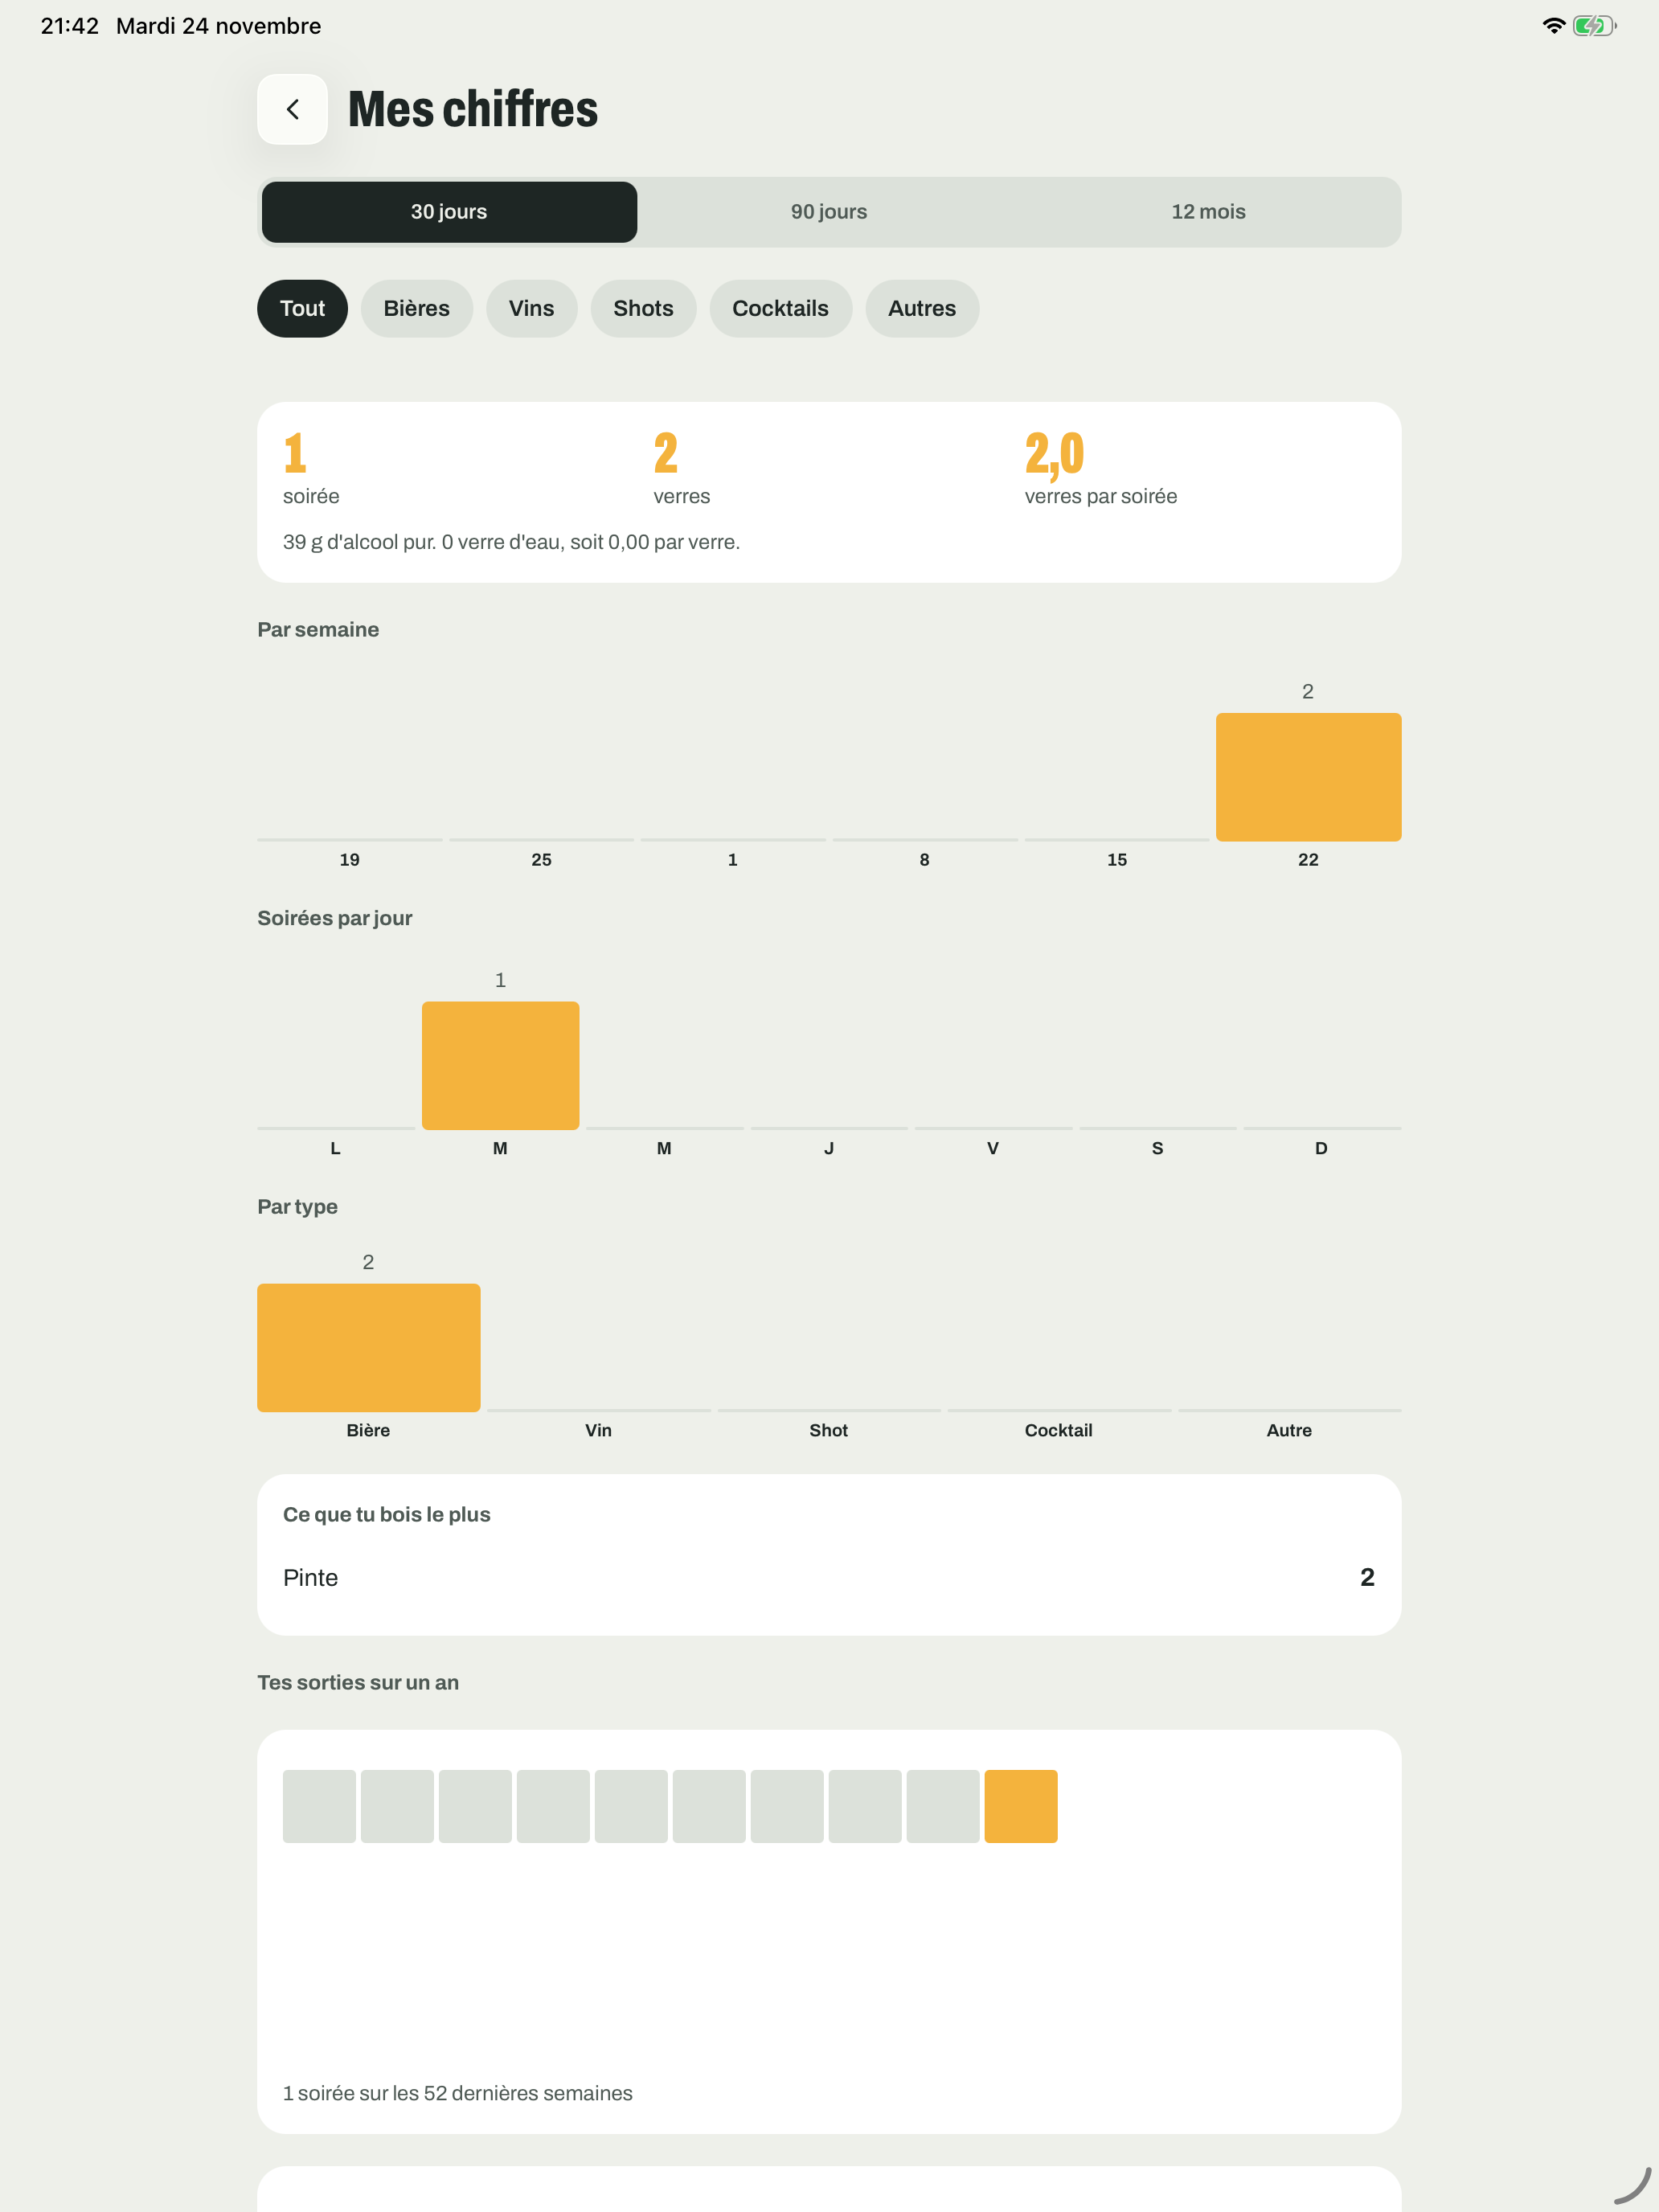 21:42 Mardi 24 novembre
Mes chiffres
30 jours 90 jours 12 mois
Tout Bières Vins Shots Cocktails Autres
1 2 2,0
soirée verres verres par soirée
39 g d'alcool pur. 0 verre d'eau, soit 0,00 par verre.
Par semaine
2
19 25 1 8 15 22
Soirées par jour
1
L M M J V S D
Par type
2
Bière Vin Shot Cocktail Autre
Ce que tu bois le plus
Pinte 2
Tes sorties sur un an
1 soirée sur les 52 dernières semaines